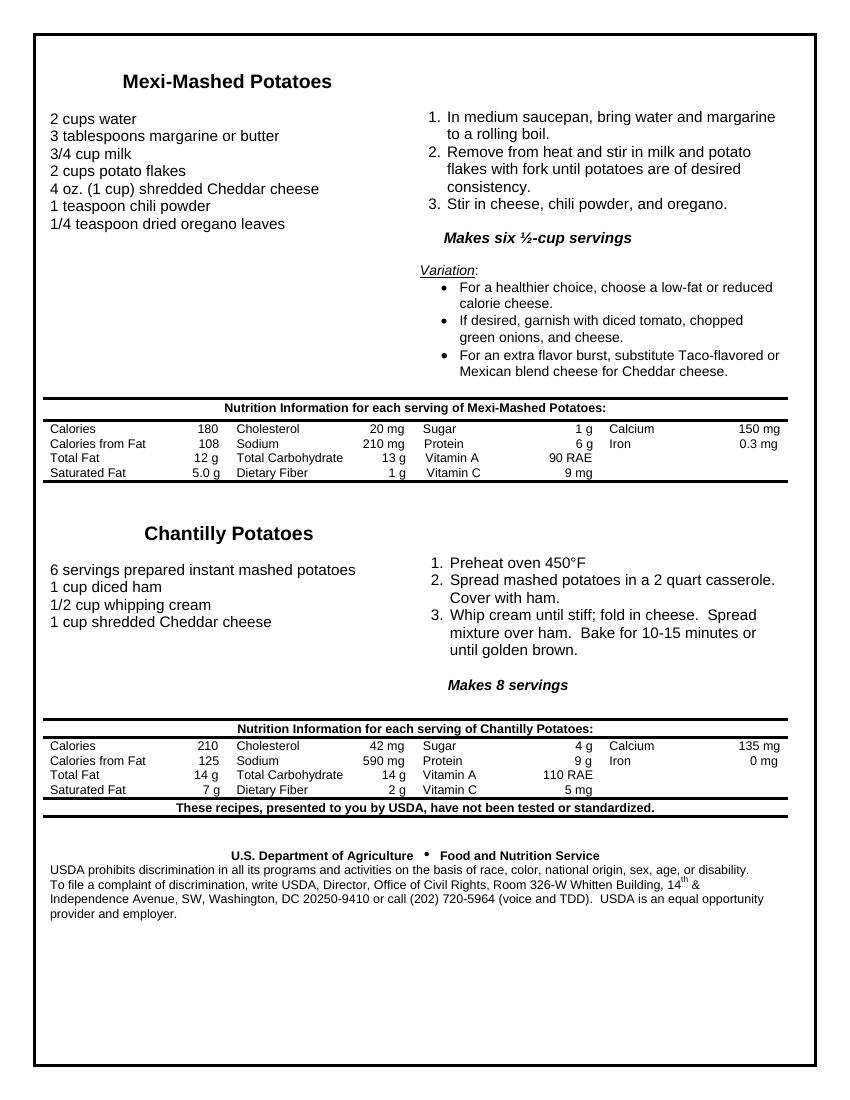 Mexi-Mashed Potatoes
2 cups water
3 tablespoons margarine or butter
3/4 cup milk
2 cups potato flakes
4 oz. (1 cup) shredded Cheddar cheese
1 teaspoon chili powder
1/4 teaspoon dried oregano leaves
1. In medium saucepan, bring water and margarine
to a rolling boil.
2. Remove from heat and stir in milk and potato
flakes with fork until potatoes are of desired
consistency.
3. Stir in cheese, chili powder, and oregano.
Makes six ½-cup servings
Variation:
• For a healthier choice, choose a low-fat or reduced
calorie cheese.
• If desired, garnish with diced tomato, chopped
green onions, and cheese.
• For an extra flavor burst, substitute Taco-flavored or
Mexican blend cheese for Cheddar cheese.
Nutrition Information for each serving of Mexi-Mashed Potatoes:
Calories 180 Cholesterol 20 mg Sugar 1 g Calcium 150 mg
Calories from Fat 108 Sodium 210 mg Protein 6 g Iron 0.3 mg
Total Fat 12 g Total Carbohydrate 13 g Vitamin A 90 RAE
Saturated Fat 5.0 g Dietary Fiber 1 g Vitamin C 9 mg
Chantilly Potatoes
6 servings prepared instant mashed potatoes
1 cup diced ham
1/2 cup whipping cream
1 cup shredded Cheddar cheese
1. Preheat oven 450°F
2. Spread mashed potatoes in a 2 quart casserole.
Cover with ham.
3. Whip cream until stiff; fold in cheese.  Spread
mixture over ham.  Bake for 10-15 minutes or
until golden brown.
Makes 8 servings
Nutrition Information for each serving of Chantilly Potatoes:
Calories 210 Cholesterol 42 mg Sugar 4 g Calcium 135 mg
Calories from Fat 125 Sodium 590 mg Protein 9 g Iron 0 mg
Total Fat 14 g Total Carbohydrate 14 g Vitamin A 110 RAE
Saturated Fat 7 g Dietary Fiber 2 g Vitamin C 5 mg
These recipes, presented to you by USDA, have not been tested or standardized.
U.S. Department of Agriculture • Food and Nutrition Service
USDA prohibits discrimination in all its programs and activities on the basis of race, color, national origin, sex, age, or disability.
To file a complaint of discrimination, write USDA, Director, Office of Civil Rights, Room 326-W Whitten Building, 14th &
Independence Avenue, SW, Washington, DC 20250-9410 or call (202) 720-5964 (voice and TDD).  USDA is an equal opportunity
provider and employer.